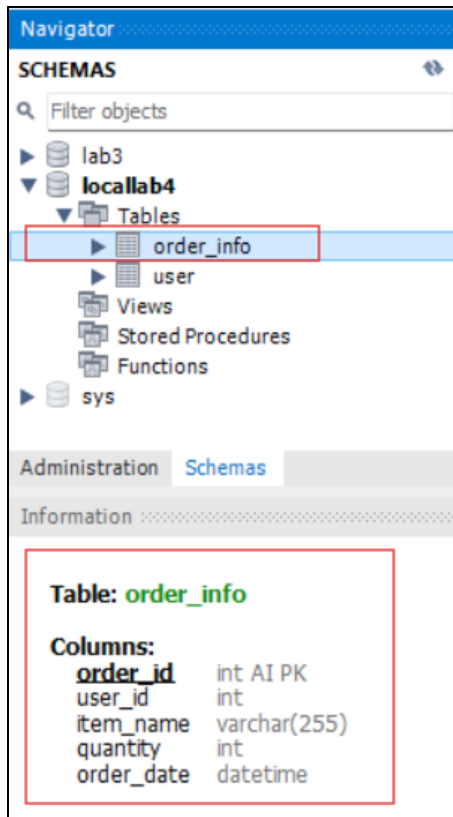 Navigator
SCHEMAS
Filter objects
lab3
locallab4
Tables
order_info
user
Views
Stored Procedures
Functions
sys
Administration Schemas
Information
Table: order_info
Columns:
order_id int AI PK
user_id int
item_name varchar(255)
quantity int
order_date datetime